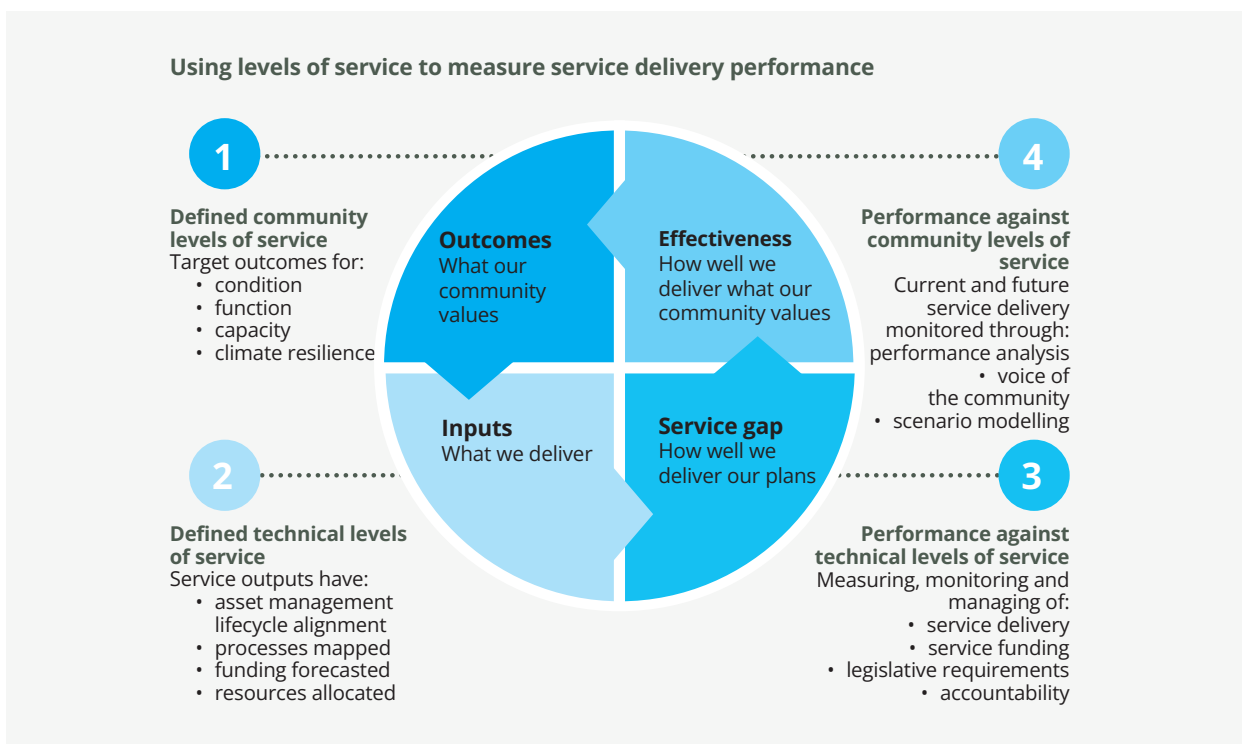 Using levels of service to measure service delivery performance
1
Defined community
levels of service
Target outcomes for:
• condition
• function
• capacity
• climate resilience
Outcomes
What our
community
values
2
Defined technical levels
of service
Service outputs have:
• asset management
lifecycle alignment
• processes mapped
• funding forecasted
• resources allocated
Inputs
What we deliver
3
Performance against
technical levels of service
Measuring, monitoring and
managing of:
• service delivery
• service funding
• legislative requirements
• accountability
Service gap
How well we
deliver our plans
4
Performance against
community levels of
service
Current and future
service delivery
monitored through:
performance analysis
• voice of
the community
• scenario modelling
Effectiveness
How well we
deliver what our
community values